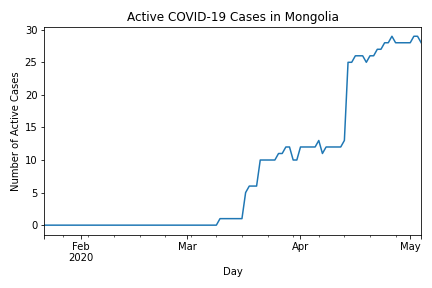 Active COVID-19 Cases in Mongolia
Number of Active Cases
30
25
20
15
10
5
0
Feb
2020
Mar
Apr
May
Day